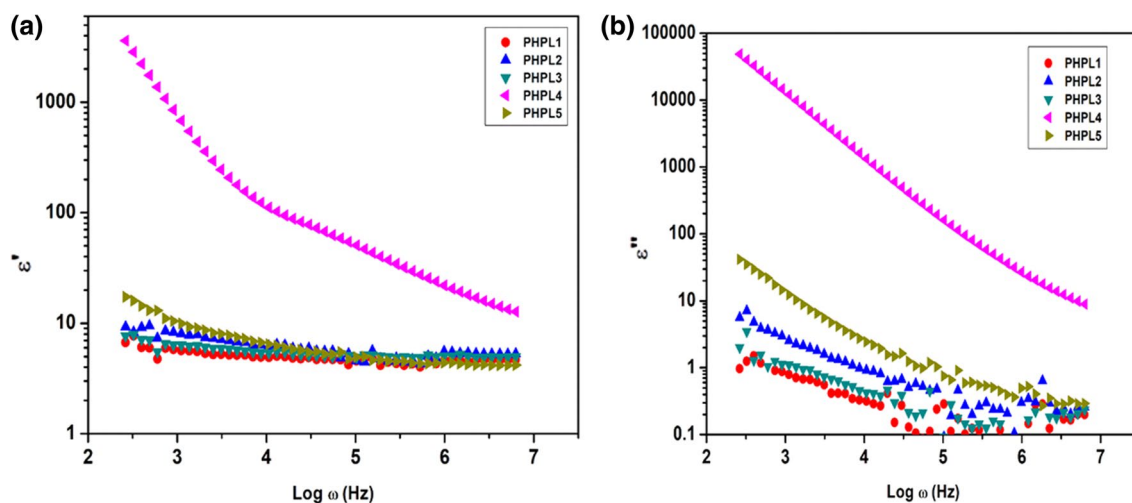 (a)
PHPL1
PHPL2
PHPL3
PHPL4
PHPL5
1000
100
10
1
ε'
2 3 4 5 6 7
Log ω (Hz)
(b)
100000
PHPL1
PHPL2
PHPL3
PHPL4
PHPL5
10000
1000
100
10
1
0.1
ε"
2 3 4 5 6 7
Log ω (Hz)